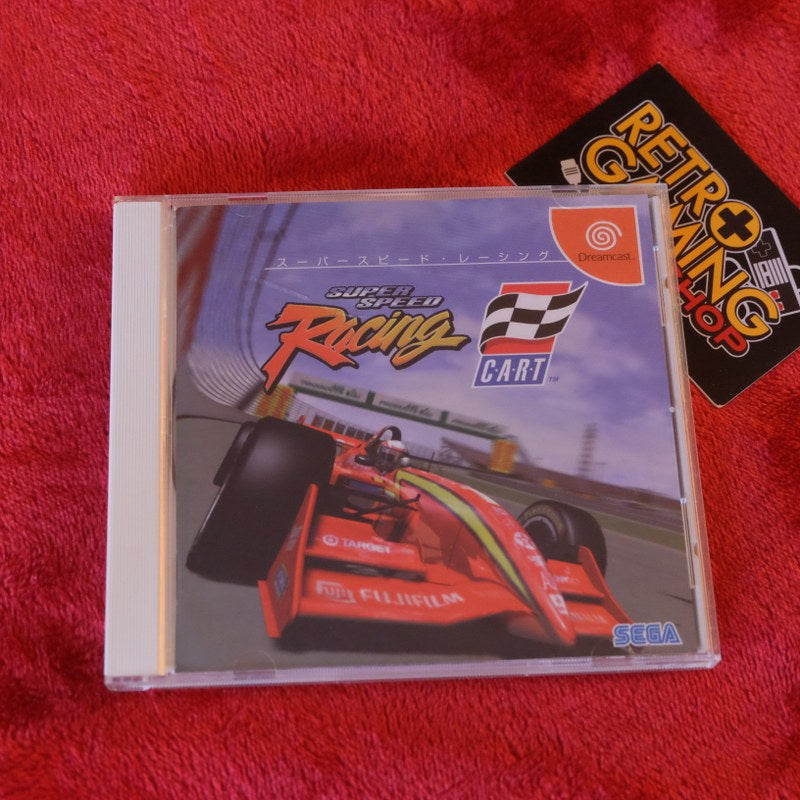 RETRO
GAMING
SHOP
Dreamcast
スーパースピード・レーシング
SUPER
SPEED
Racing
C·A·R·T
TM
TARGET
Fuji FUJIFILM
SEGA